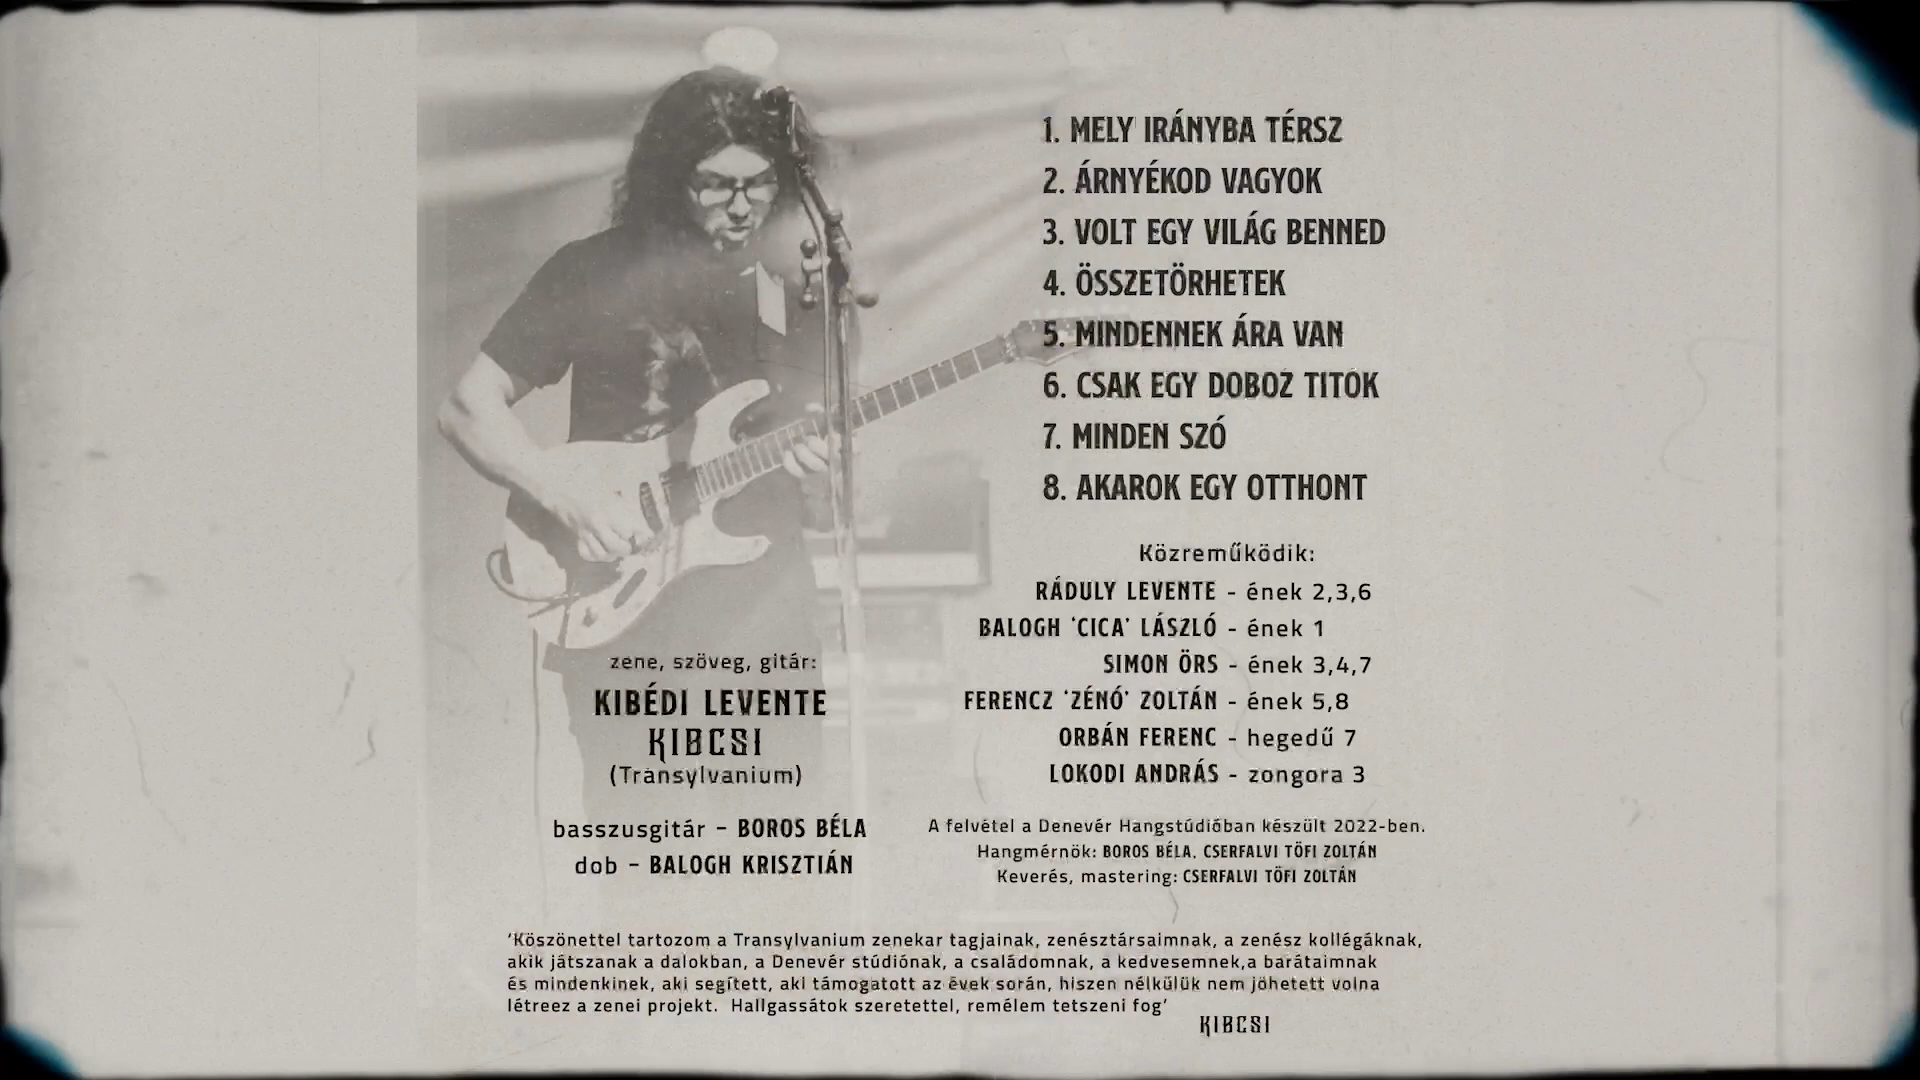 1. MELY IRÁNYBA TÉRSZ
2. ÁRNYÉKOD VAGYOK
3. VOLT EGY VILÁG BENNED
4. ÖSSZETÖRHETEK
5. MINDENNEK ÁRA VAN
6. CSAK EGY DOBOZ TITOK
7. MINDEN SZÓ
8. AKAROK EGY OTTHONT
Közreműködik:
RÁDULY LEVENTE - ének 2,3,6
BALOGH 'CICA' LÁSZLÓ - ének 1
SIMON ÖRS - ének 3,4,7
FERENCZ 'ZÉNÓ' ZOLTÁN - ének 5,8
ORBÁN FERENC - hegedű 7
LOKODI ANDRÁS - zongora 3
zene, szöveg, gitár:
KIBÉDI LEVENTE
KIBCSI
(Transylvanium)
basszusgitár - BOROS BÉLA
dob - BALOGH KRISZTIÁN
A felvétel a Denevér Hangstúdióban készült 2022-ben.
Hangmérnök: BOROS BÉLA, CSERFALVI TÖFI ZOLTÁN
Keverés, mastering: CSERFALVI TÖFI ZOLTÁN
'Köszönettel tartozom a Transylvanium zenekar tagjainak, zenésztársaimnak, a zenész kollégáknak,
akik játszanak a dalokban, a Denevér stúdiónak, a családomnak, a kedvesemnek,a barátaimnak
és mindenkinek, aki segített, aki támogatott az évek során, hiszen nélkülük nem jöhetett volna
létreez a zenei projekt. Hallgassátok szeretettel, remélem tetszeni fog'
KIBCSI